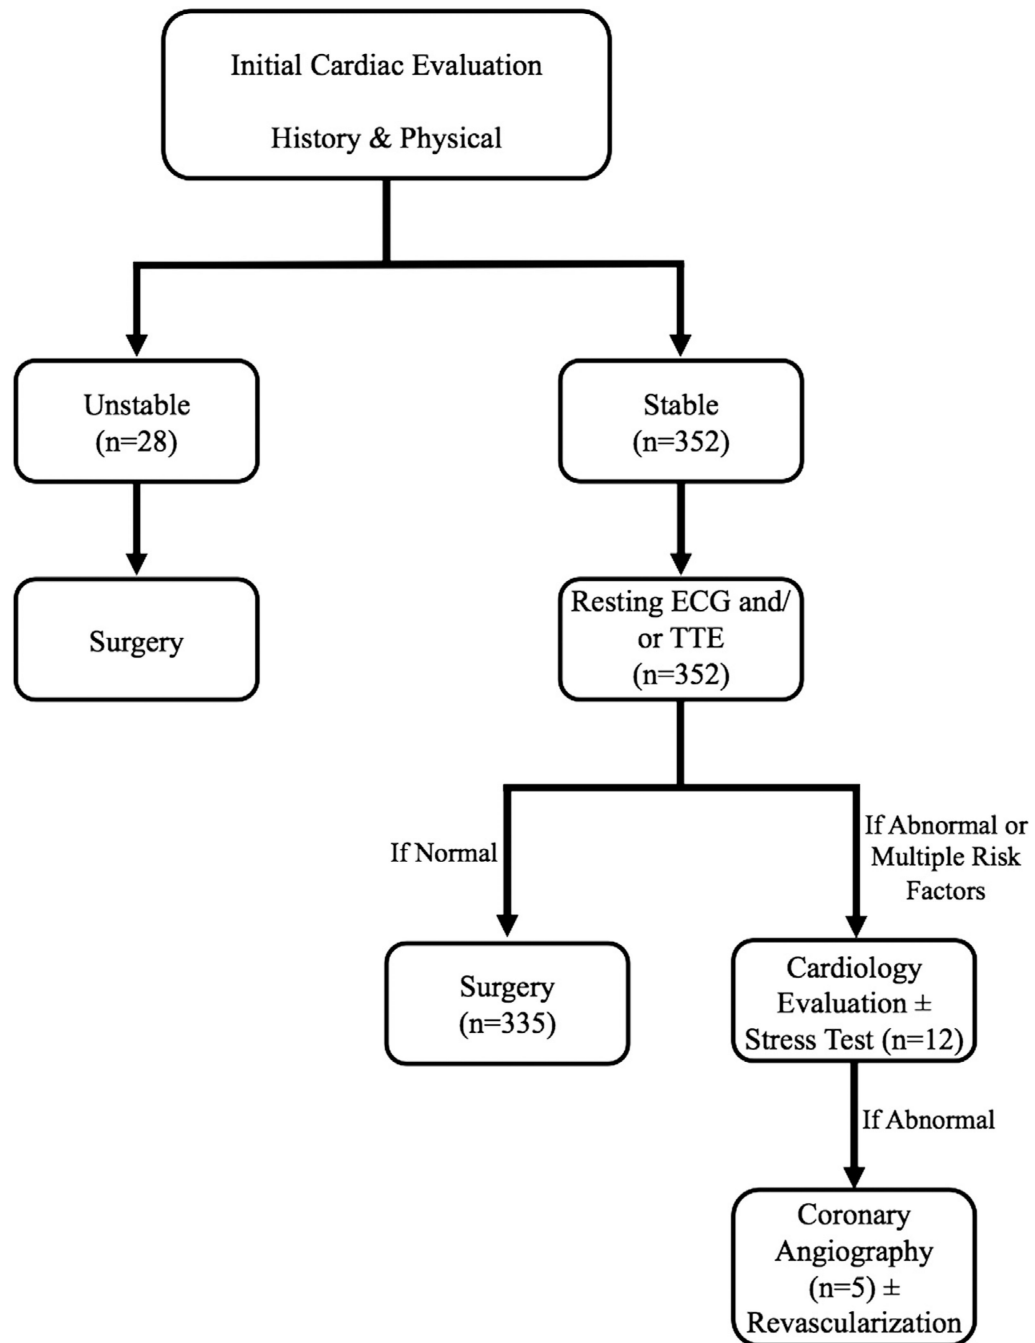 Initial Cardiac Evaluation
History & Physical
Unstable
(n=28)
Stable
(n=352)
Surgery
Resting ECG and/
or TTE
(n=352)
If Normal
If Abnormal or
Multiple Risk
Factors
Surgery
(n=335)
Cardiology
Evaluation ±
Stress Test (n=12)
If Abnormal
Coronary
Angiography
(n=5) ±
Revascularization